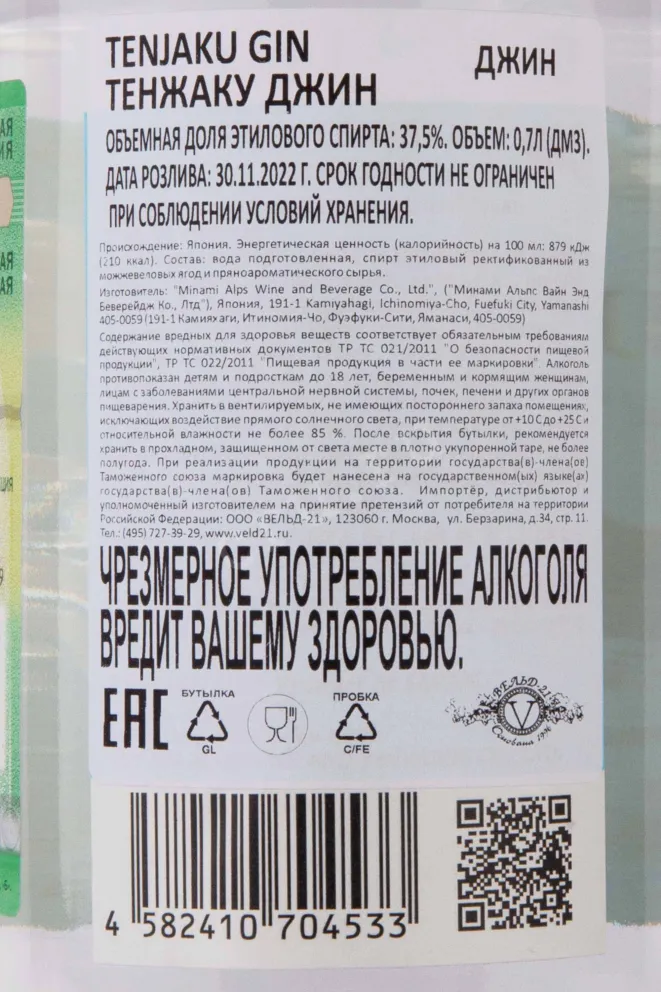 TENJAKU GIN ДЖИН
ТЕНЖАКУ ДЖИН
ОБЪЕМНАЯ ДОЛЯ ЭТИЛОВОГО СПИРТА: 37,5%. ОБЪЕМ: 0,7Л (ДМ3).
ДАТА РОЗЛИВА: 30.11.2022 Г. СРОК ГОДНОСТИ НЕ ОГРАНИЧЕН
ПРИ СОБЛЮДЕНИИ УСЛОВИЙ ХРАНЕНИЯ.
Происхождение: Япония. Энергетическая ценность (калорийность) на 100 мл: 879 кДж
(210 ккал). Состав: вода подготовленная, спирт этиловый ректификованный из
можжевеловых ягод и пряноароматического сырья.
Изготовитель: "Minami Alps Wine and Beverage Co., Ltd.", ("Минами Альпс Вайн Энд
Беверейдж Ко., Лтд"), Япония, 191-1 Kamiyahagi, Ichinomiya-Cho, Fuefuki City, Yamanashi
405-0059 (191-1 Камияхаги, Итиномия-Чо, Фуэфуки-Сити, Яманаси, 405-0059)
Содержание вредных для здоровья веществ соответствует обязательным требованиям
действующих нормативных документов ТР ТС 021/2011 "О безопасности пищевой
продукции", ТР ТС 022/2011 "Пищевая продукция в части ее маркировки". Алкоголь
противопоказан детям и подросткам до 18 лет, беременным и кормящим женщинам,
лицам с заболеваниями центральной нервной системы, почек, печени и других органов
пищеварения. Хранить в вентилируемых, не имеющих постороннего запаха помещениях,
исключающих воздействие прямого солнечного света, при температуре от +10 С до +25 С и
относительной влажности не более 85 %. После вскрытия бутылки, рекомендуется
хранить в прохладном, защищенном от света месте в плотно укупоренной таре, не более
полугода. При реализации продукции на территории государства(в)-члена(ов)
Таможенного союза маркировка будет нанесена на государственном(ых) языке(ах)
государства(в)-члена(ов) Таможенного союза. Импортёр, дистрибьютор и
уполномоченный изготовителем на принятие претензий от потребителя на территории
Российской Федерации: ООО «ВЕЛЬД-21», 123060 г. Москва, ул. Берзарина, д.34, стр. 11.
Тел.: (495) 727-39-29, www.veld21.ru.
ЧРЕЗМЕРНОЕ УПОТРЕБЛЕНИЕ АЛКОГОЛЯ
ВРЕДИТ ВАШЕМУ ЗДОРОВЬЮ.
EAC
БУТЫЛКА
GL
ПРОБКА
C/FE
ВЕЛЬД-21
V
Основана 1996
4 582410 704533